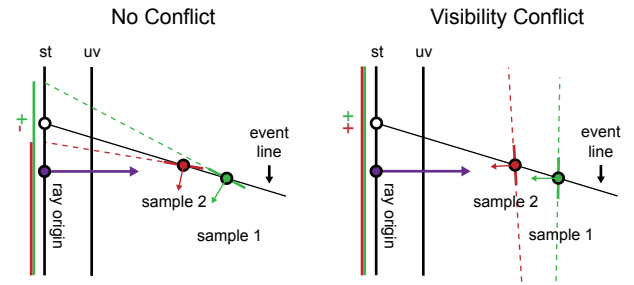 No Conflict
Visibility Conflict
st
uv
+
-
event
line
ray origin
sample 2
sample 1
st
uv
+
+
event
line
ray origin
sample 2
sample 1